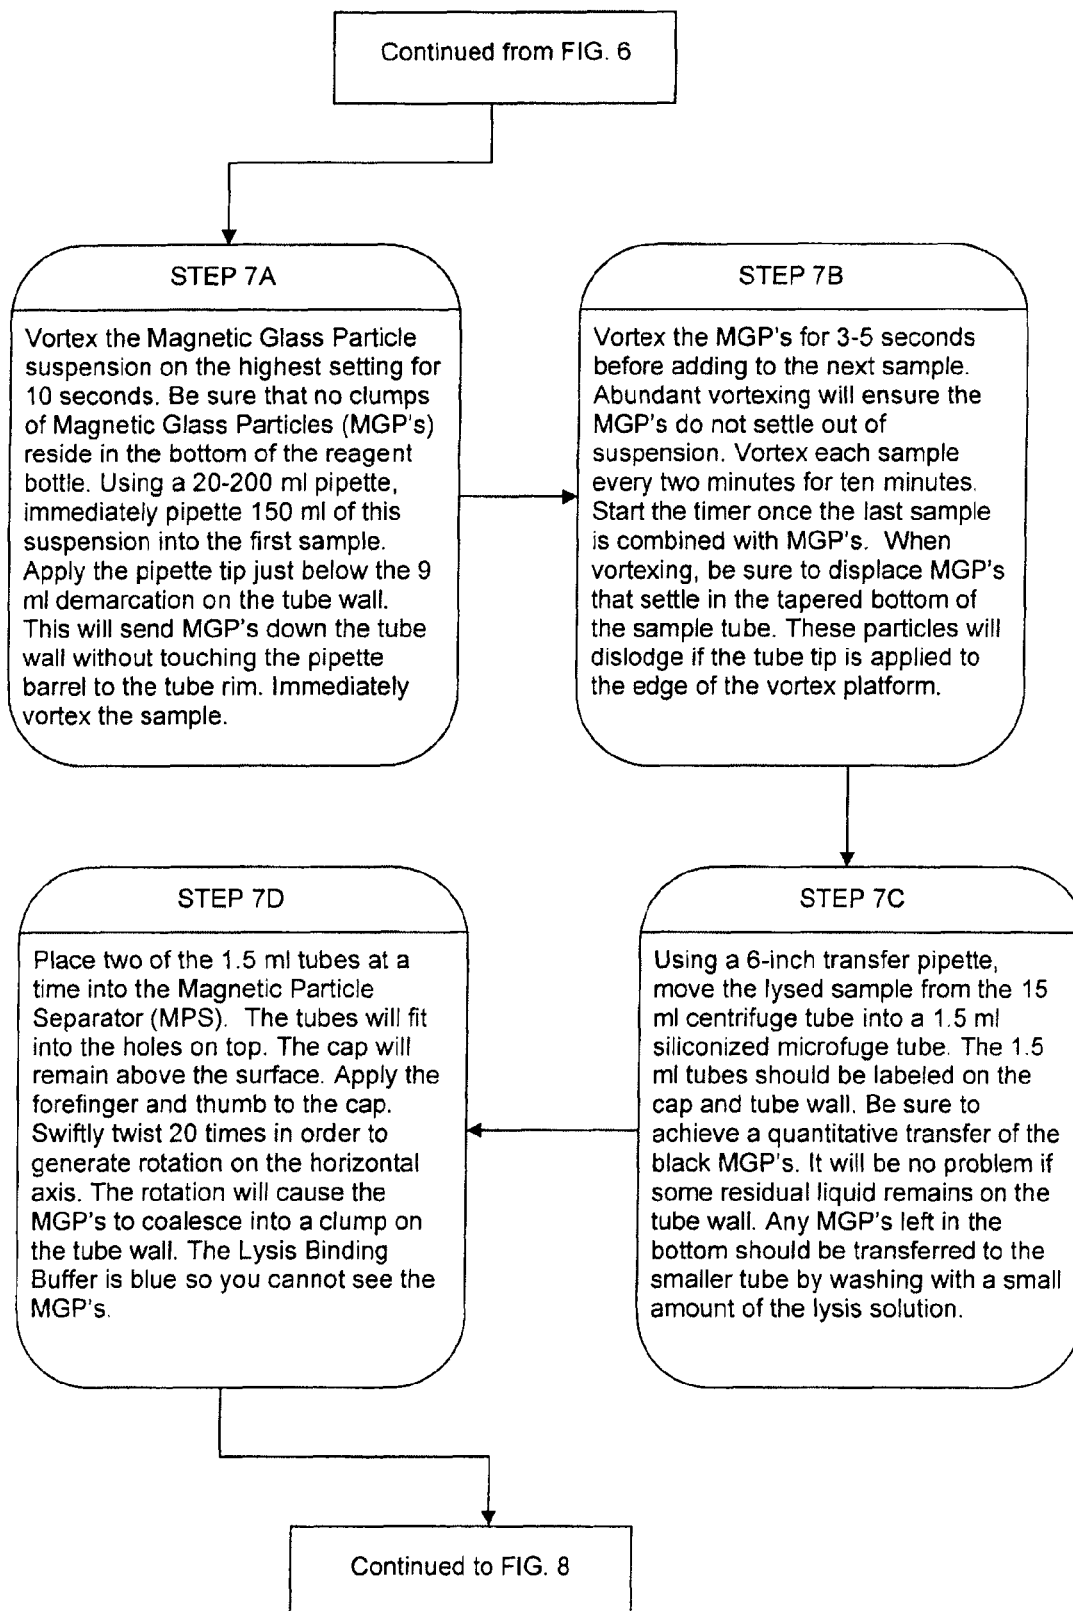 Continued from FIG. 6
STEP 7A
Vortex the Magnetic Glass Particle
suspension on the highest setting for
10 seconds. Be sure that no clumps
of Magnetic Glass Particles (MGP's)
reside in the bottom of the reagent
bottle. Using a 20-200 ml pipette,
immediately pipette 150 ml of this
suspension into the first sample.
Apply the pipette tip just below the 9
ml demarcation on the tube wall.
This will send MGP's down the tube
wall without touching the pipette
barrel to the tube rim. Immediately
vortex the sample.
STEP 7B
Vortex the MGP's for 3-5 seconds
before adding to the next sample.
Abundant vortexing will ensure the
MGP's do not settle out of
suspension. Vortex each sample
every two minutes for ten minutes.
Start the timer once the last sample
is combined with MGP's. When
vortexing, be sure to displace MGP's
that settle in the tapered bottom of
the sample tube. These particles will
dislodge if the tube tip is applied to
the edge of the vortex platform.
STEP 7C
Using a 6-inch transfer pipette,
move the lysed sample from the 15
ml centrifuge tube into a 1.5 ml
siliconized microfuge tube. The 1.5
ml tubes should be labeled on the
cap and tube wall. Be sure to
achieve a quantitative transfer of the
black MGP's. It will be no problem if
some residual liquid remains on the
tube wall. Any MGP's left in the
bottom should be transferred to the
smaller tube by washing with a small
amount of the lysis solution.
STEP 7D
Place two of the 1.5 ml tubes at a
time into the Magnetic Particle
Separator (MPS). The tubes will fit
into the holes on top. The cap will
remain above the surface. Apply the
forefinger and thumb to the cap.
Swiftly twist 20 times in order to
generate rotation on the horizontal
axis. The rotation will cause the
MGP's to coalesce into a clump on
the tube wall. The Lysis Binding
Buffer is blue so you cannot see the
MGP's.
Continued to FIG. 8